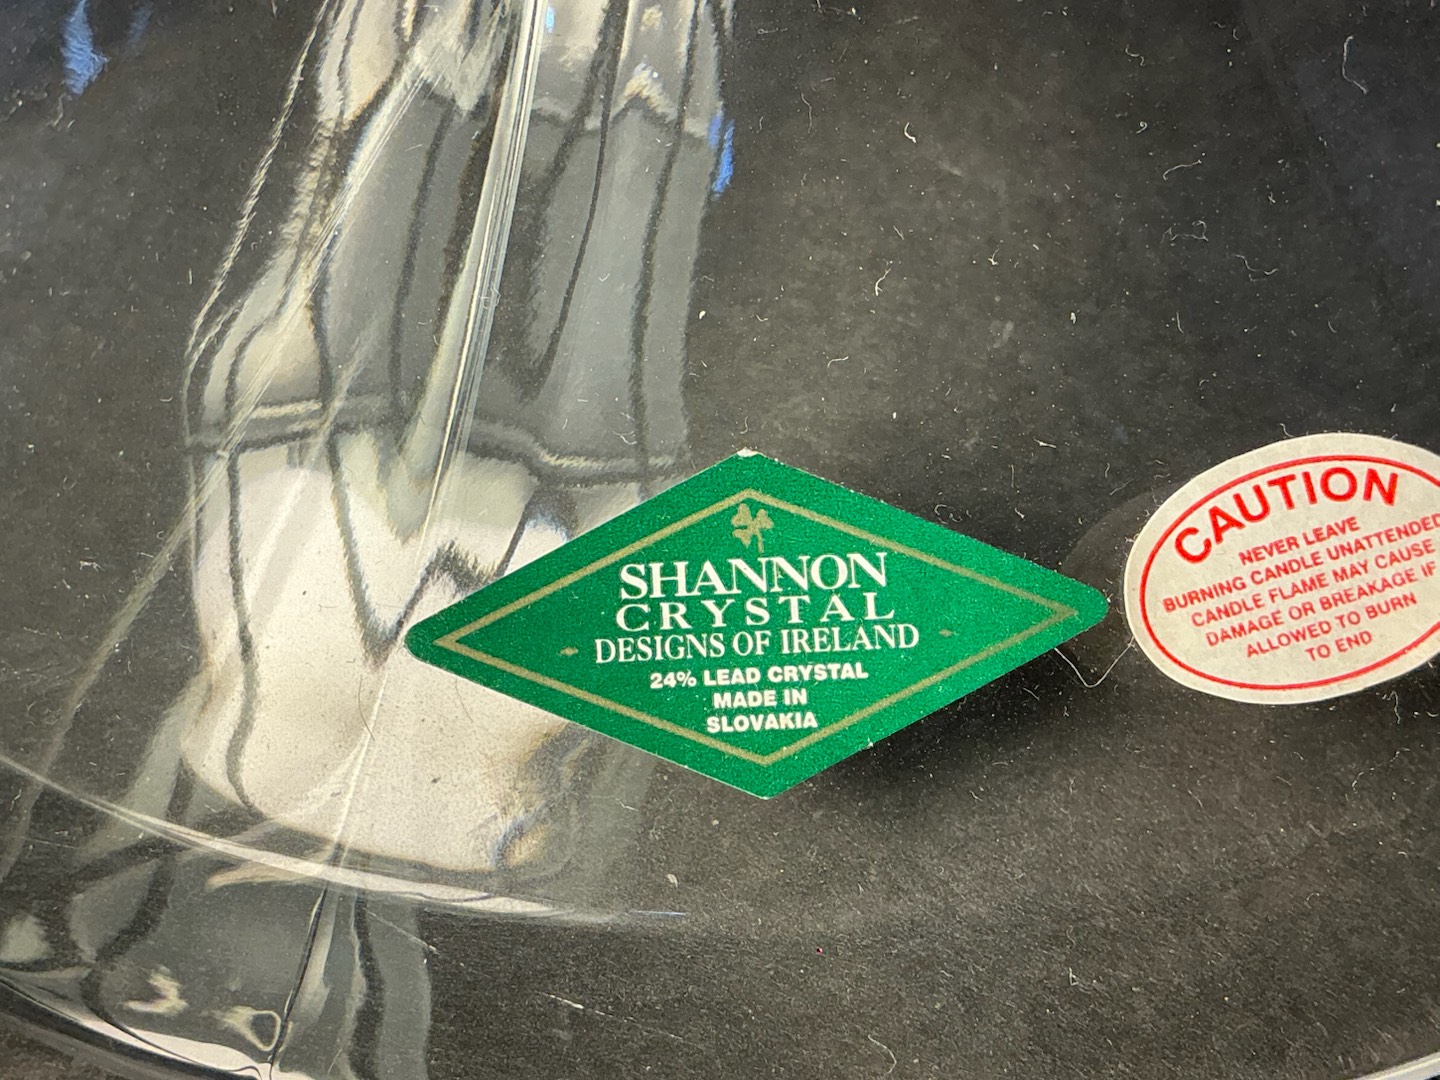 SHANNON
CRYSTAL
DESIGNS OF IRELAND
24% LEAD CRYSTAL
MADE IN
SLOVAKIA
CAUTION
NEVER LEAVE
BURNING CANDLE UNATTENDED
CANDLE FLAME MAY CAUSE
DAMAGE OR BREAKAGE IF
ALLOWED TO BURN
TO END